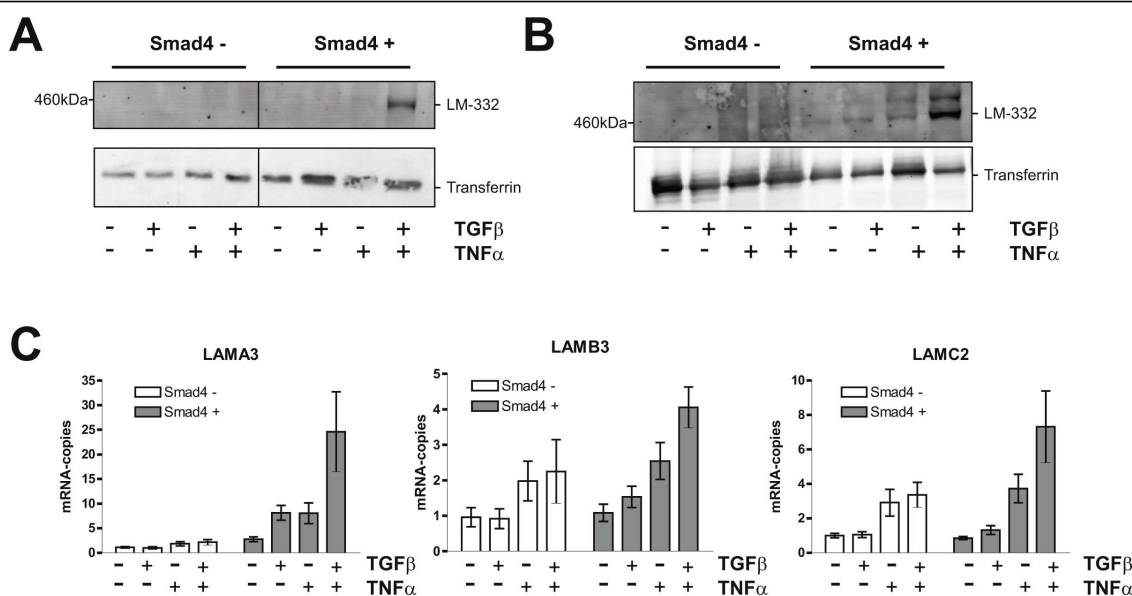 A
Smad4 - Smad4 +
460kDa LM-332
Transferrin
- + - + - + - + TGFβ
- - + + - - + + TNFα
B
Smad4 - Smad4 +
460kDa LM-332
Transferrin
- + - + - + - + TGFβ
- - + + - - + + TNFα
C
LAMA3
mRNA-copies
35
30
25
20
15
10
5
0
Smad4 -
Smad4 +
- + - + - + - + TGFβ
- - + + - - + + TNFα
LAMB3
mRNA-copies
5
4
3
2
1
0
Smad4 -
Smad4 +
- + - + - + - +
- - + + - - + +
LAMC2
mRNA-copies
10
8
6
4
2
0
Smad4 -
Smad4 +
- + - + - + - + TGFβ
- - + + - - + + TNFα